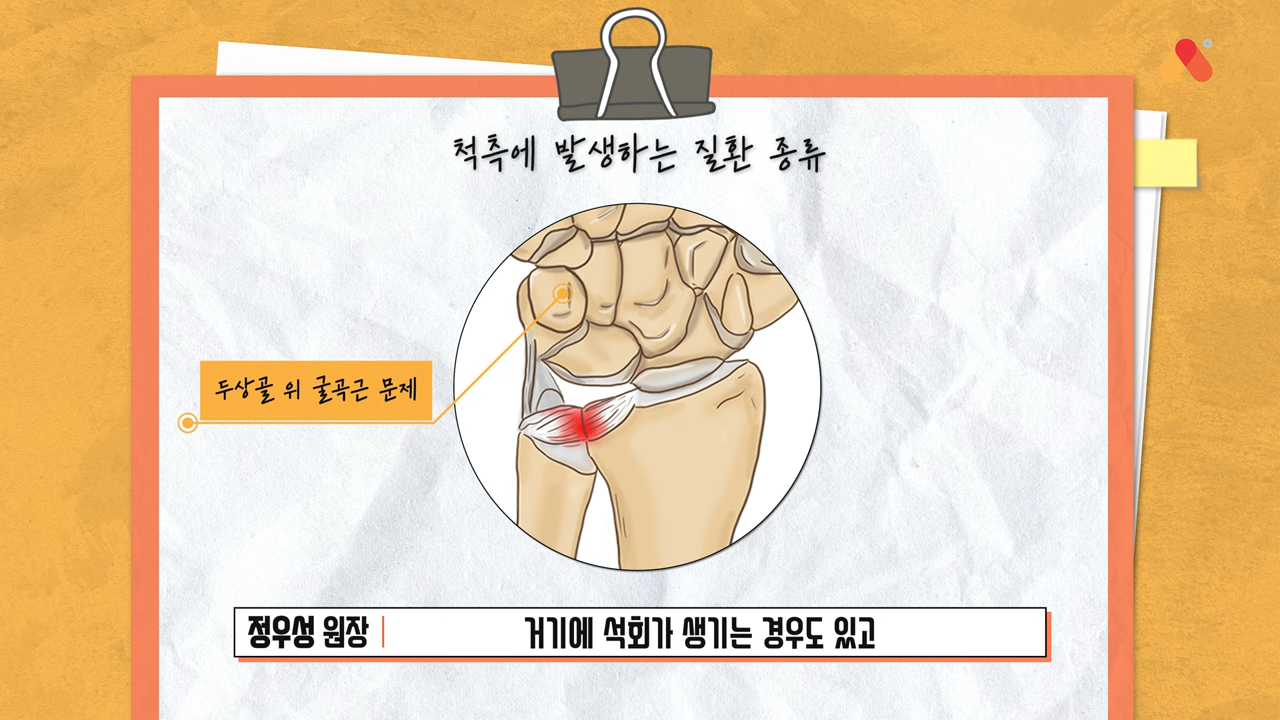 척측에 발생하는 질환 종류
두상골 위 굴곡근 문제
정우성 원장
거기에 석회가 생기는 경우도 있고